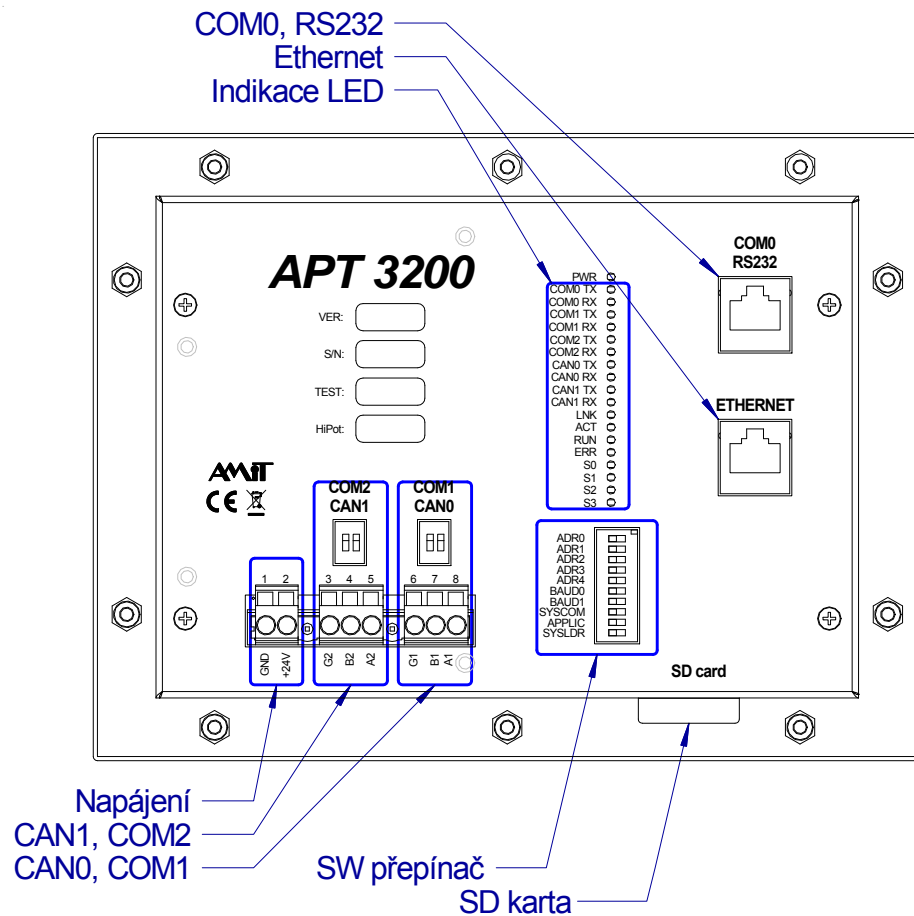 COM0, RS232
Ethernet
Indikace LED
APT 3200
COM0
RS232
PWR
COM0 TX
COM0 RX
COM1 TX
COM1 RX
COM2 TX
COM2 RX
CAN0 TX
CAN0 RX
CAN1 TX
CAN1 RX
LNK
ACT
RUN
ERR
S0
S1
S2
S3
VER:
S/N:
TEST:
HiPot:
ETHERNET
AMiT
CE
COM2
CAN1
COM1
CAN0
1 2 3 4 5 6 7 8
GND +24V G2 B2 A2 G1 B1 A1
ADR0
ADR1
ADR2
ADR3
ADR4
BAUD0
BAUD1
SYSCOM
APPLIC
SYSLDR
SD card
Napájení
CAN1, COM2
CAN0, COM1
SW přepínač
SD karta